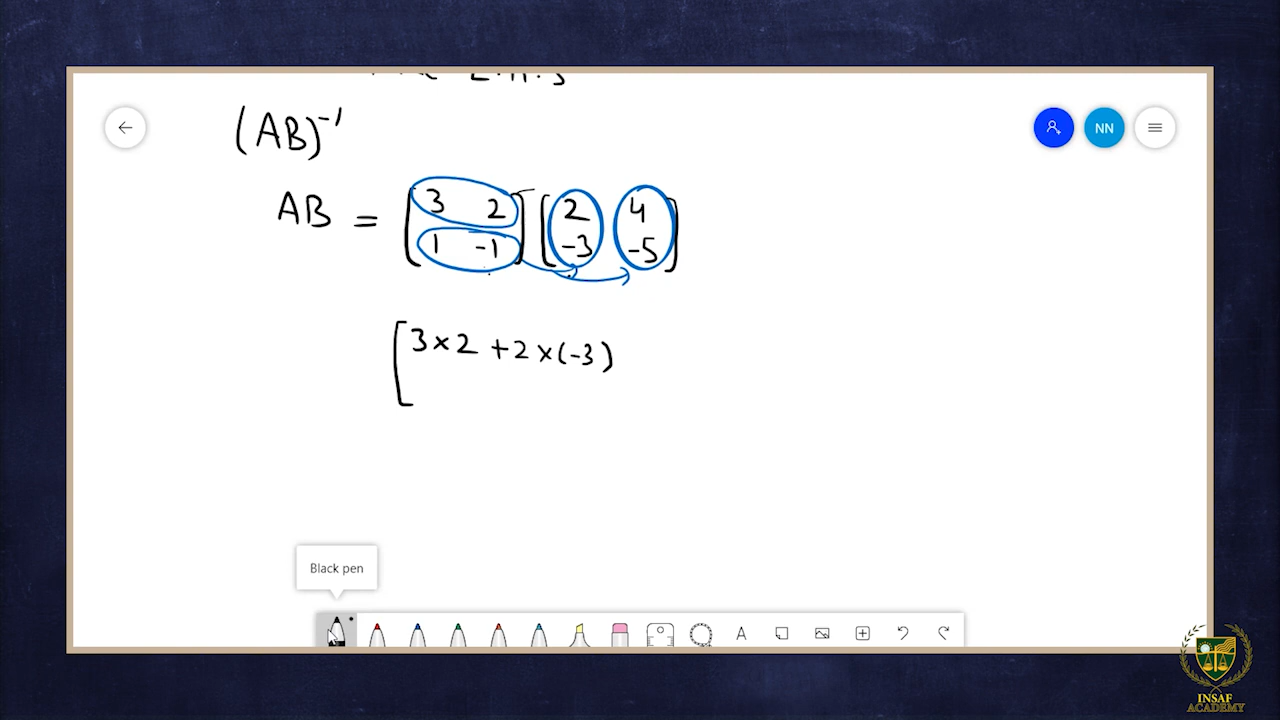 (AB)⁻¹
NN
AB = [3 2] [2 4]
[1 -1] [-3 -5]
[3×2 +2×(-3)
Black pen
A
INSAF
ACADEMY